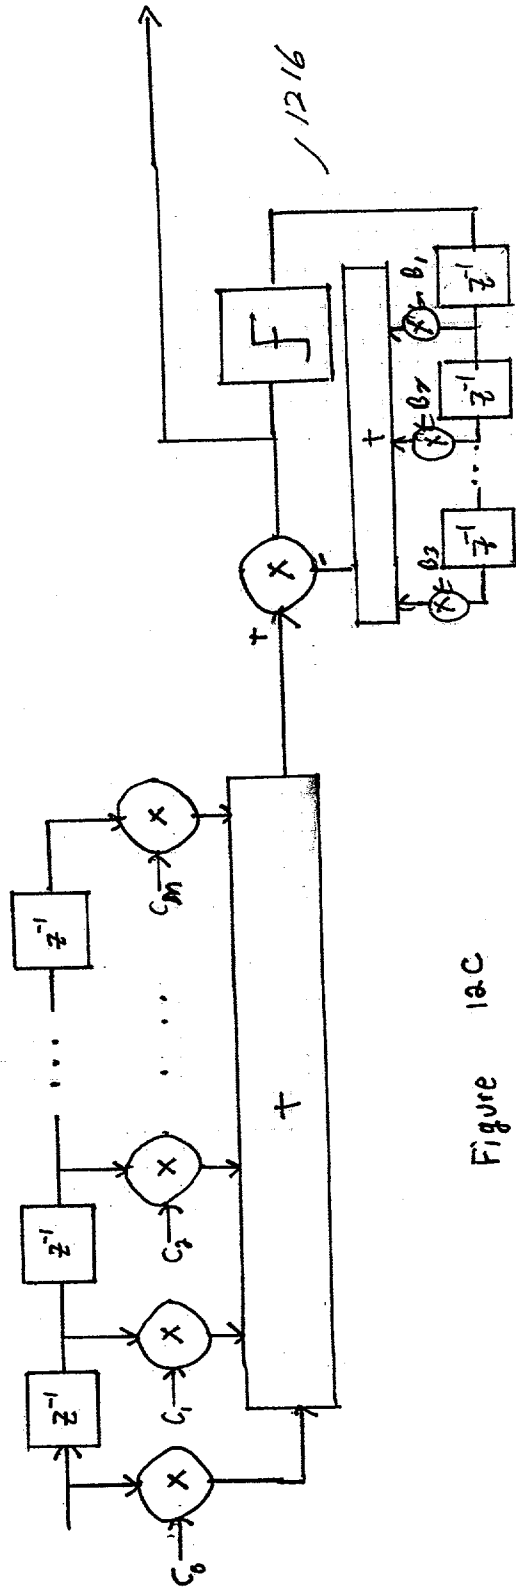 Z⁻¹
Z⁻¹
...
Z⁻¹
X
X
X
....
X
C₀
C₁
C₂
Cm
+
+
X
-
+
X
B₃
X
B₂
X
B₁
Z⁻¹
...
Z⁻¹
Z⁻¹
1216
Figure 12C